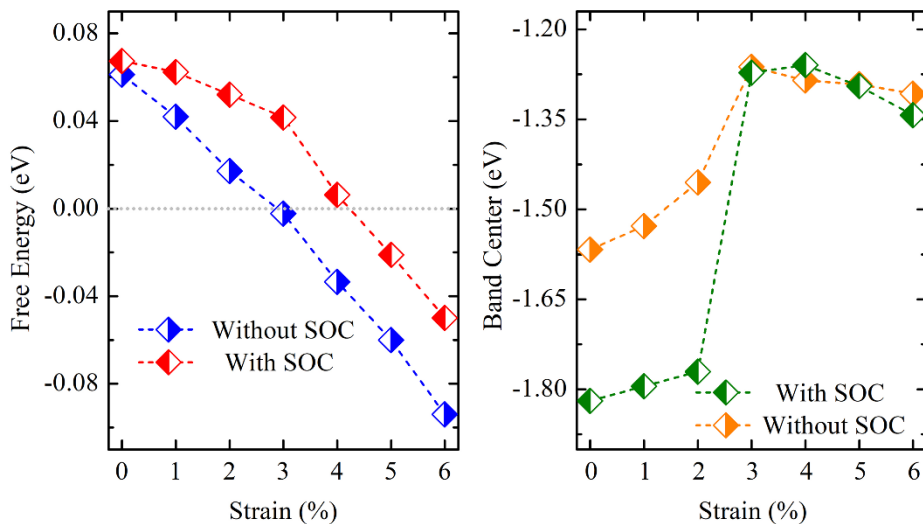 0.08
0.04
0.00
-0.04
-0.08
Free Energy (eV)
Without SOC
With SOC
0 1 2 3 4 5 6
Strain (%)
-1.20
-1.35
-1.50
-1.65
-1.80
Band Center (eV)
With SOC
Without SOC
0 1 2 3 4 5 6
Strain (%)